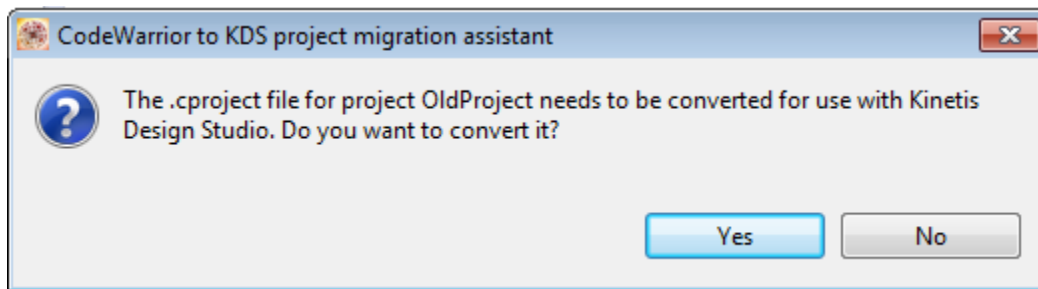 CodeWarrior to KDS project migration assistant
The .cproject file for project OldProject needs to be converted for use with Kinetis
Design Studio. Do you want to convert it?
Yes
No